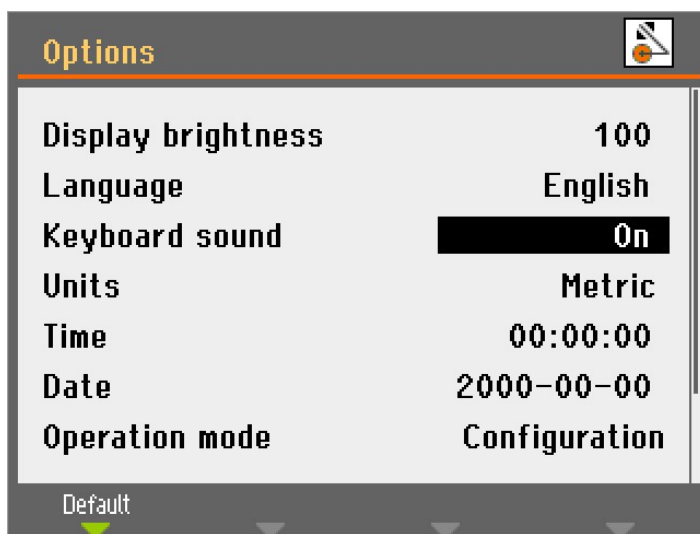 Options
Display brightness 100
Language English
Keyboard sound On
Units Metric
Time 00:00:00
Date 2000-00-00
Operation mode Configuration
Default